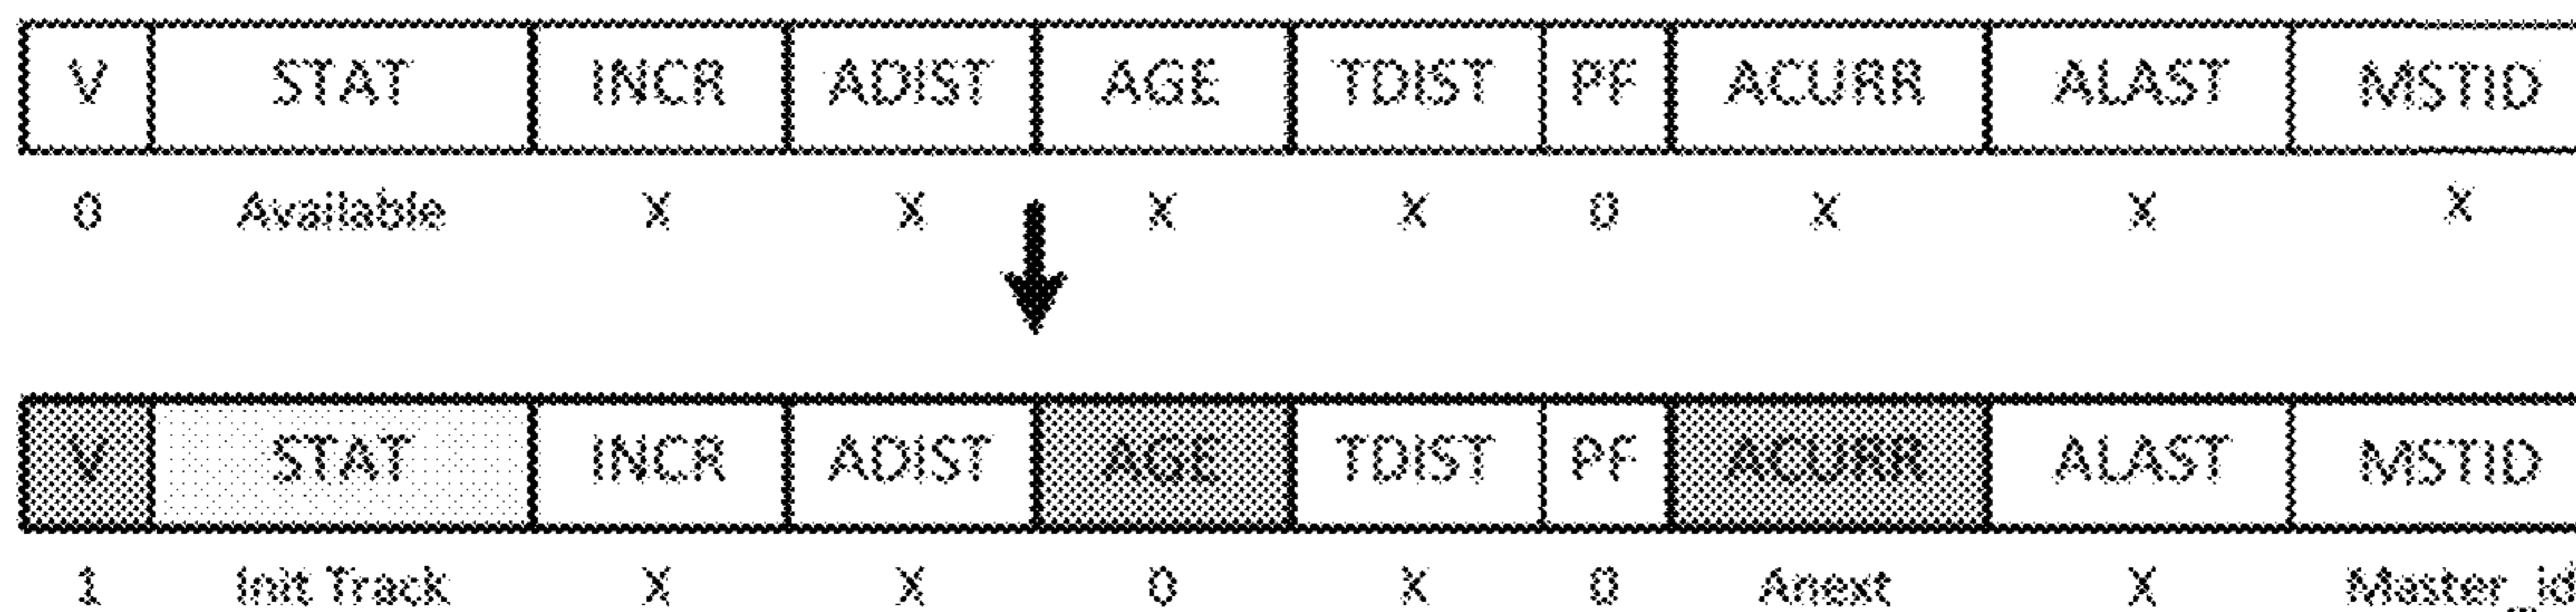 V STAT INCR ADIST AGE TDIST PF ACURR ALAST MSTID
0 Available X X X X 0 X X X
V STAT INCR ADIST AGE TDIST PF ACURR ALAST MSTID
1 Init Track X X 0 X 0 Anext X Master_id